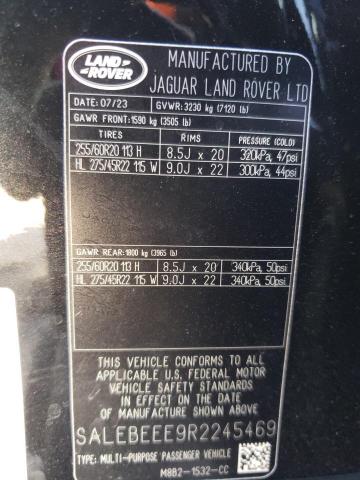 LAND
ROVER
MANUFACTURED BY
JAGUAR LAND ROVER LTD
DATE: 07/23 GVWR: 3230 kg (7120 lb)
GAWR FRONT: 1590 kg (3505 lb)
TIRES RIMS PRESSURE (COLD)
255/60R20 113 H 8.5J x 20 320kPa, 47psi
HL 275/45R22 115 W 9.0J x 22 300kPa, 44psi
GAWR REAR: 1800 kg (3965 lb)
255/60R20 113 H 8.5J x 20 340kPa, 50psi
HL 275/45R22 115 W 9.0J x 22 340kPa, 50psi
THIS VEHICLE CONFORMS TO ALL
APPLICABLE U.S. FEDERAL MOTOR
VEHICLE SAFETY STANDARDS
IN EFFECT ON THE DATE
OF MANUFACTURE SHOWN ABOVE
SALEBEEE9R2245469
TYPE: MULTI-PURPOSE PASSENGER VEHICLE
M8B2-1532-CC